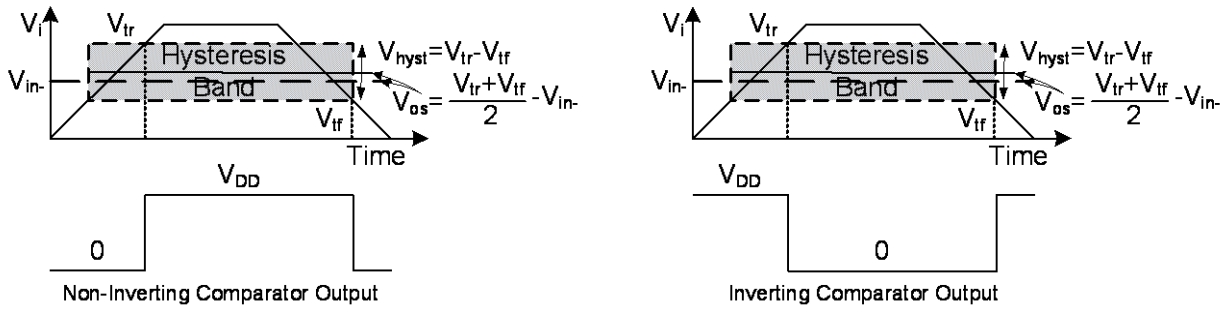 Vi
Vtr
Hysteresis
Band
Vhyst=Vtr-Vtf
Vin-
Vos=Vtr+Vtf/2 -Vin-
Vtf
Time
VDD
0
Non-Inverting Comparator Output
Vi
Vtr
Hysteresis
Band
Vhyst=Vtr-Vtf
Vin-
Vos=Vtr+Vtf/2 -Vin-
Vtf
Time
VDD
0
Inverting Comparator Output